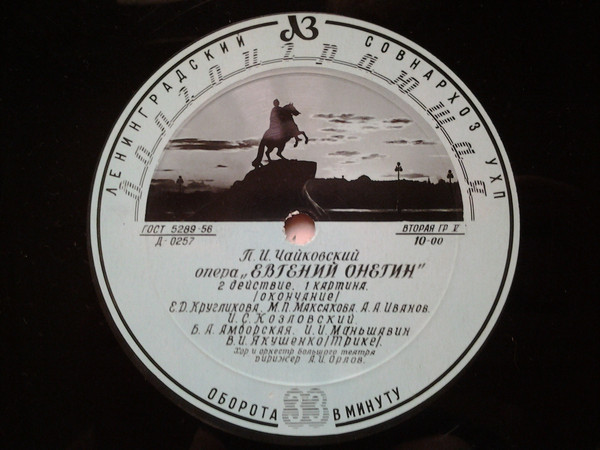 ЛЗ
ЛЕНИНГРАДСКИЙ СОВНАРХОЗ УХП
долгоиграющая
ГОСТ 5289-56
Д-0257
ВТОРАЯ ГР. V
10-00
П. И. Чайковский
опера „ЕВГЕНИЙ ОНЕГИН"
2 действие. 1 картина.
/окончание/
Е.Д. Кругликова. М.П. Максакова. А.А. Иванов.
И.С. Козловский
Б.А. Амборская. И.И. Маньшавин
В.И. Якушенко/Трике/.
Хор и оркестр Большого театра
дирижер А.И. Орлов.
ОБОРОТА 33 В МИНУТУ